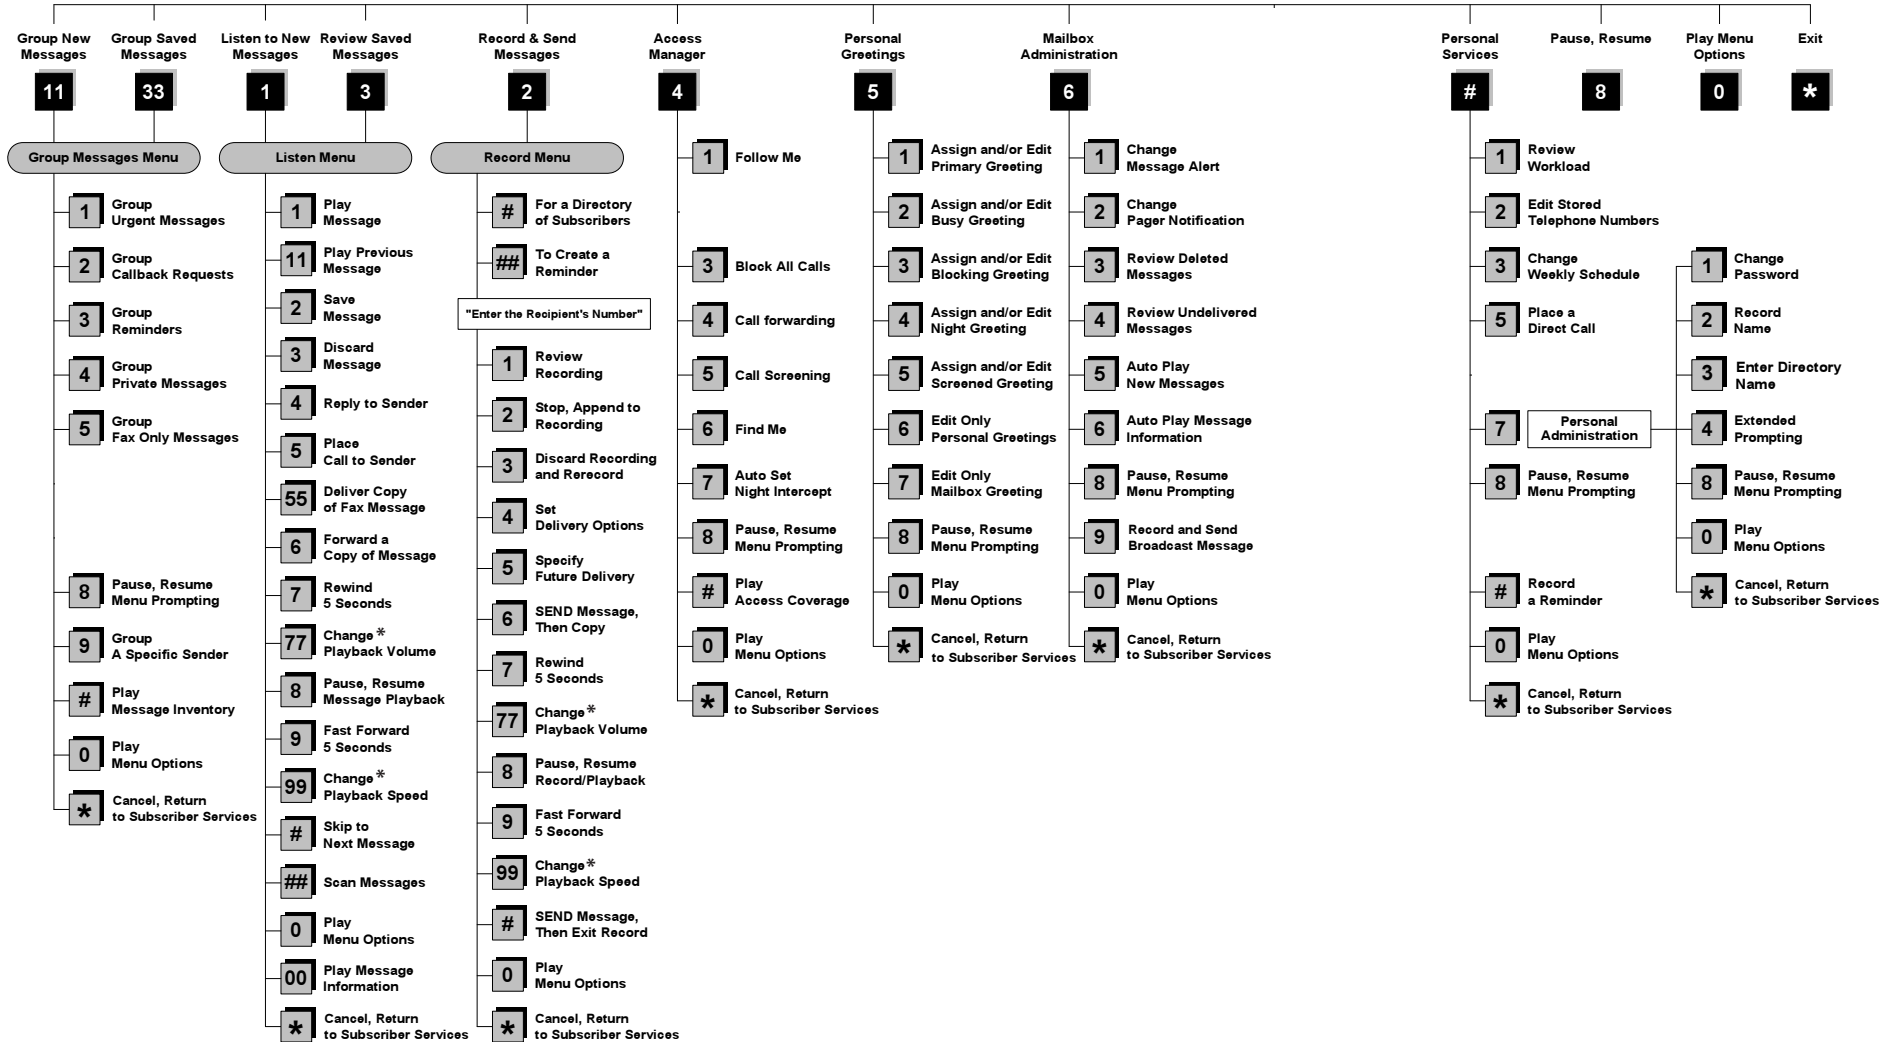 Group New
Messages
11
Group Saved
Messages
33
Listen to New
Messages
1
Review Saved
Messages
3
Record & Send
Messages
2
Access
Manager
4
Personal
Greetings
5
Mailbox
Administration
6
Personal
Services
#
Pause, Resume
8
Play Menu
Options
0
Exit
*
Group Messages Menu
1
Group
Urgent Messages
2
Group
Callback Requests
3
Group
Reminders
4
Group
Private Messages
5
Group
Fax Only Messages
8
Pause, Resume
Menu Prompting
9
Group
A Specific Sender
#
Play
Message Inventory
0
Play
Menu Options
*
Cancel, Return
to Subscriber Services
Listen Menu
1
Play
Message
11
Play Previous
Message
2
Save
Message
3
Discard
Message
4
Reply to Sender
5
Place
Call to Sender
55
Deliver Copy
of Fax Message
6
Forward a
Copy of Message
7
Rewind
5 Seconds
77
Change*
Playback Volume
8
Pause, Resume
Message Playback
9
Fast Forward
5 Seconds
99
Change*
Playback Speed
#
Skip to
Next Message
##
Scan Messages
0
Play
Menu Options
00
Play Message
Information
*
Cancel, Return
to Subscriber Services
Record Menu
#
For a Directory
of Subscribers
##
To Create a
Reminder
"Enter the Recipient's Number"
1
Review
Recording
2
Stop, Append to
Recording
3
Discard Recording
and Rerecord
4
Set
Delivery Options
5
Specify
Future Delivery
6
SEND Message,
Then Copy
7
Rewind
5 Seconds
77
Change*
Playback Volume
8
Pause, Resume
Record/Playback
9
Fast Forward
5 Seconds
99
Change*
Playback Speed
#
SEND Message,
Then Exit Record
0
Play
Menu Options
*
Cancel, Return
to Subscriber Services
1
Follow Me
3
Block All Calls
4
Call forwarding
5
Call Screening
6
Find Me
7
Auto Set
Night Intercept
8
Pause, Resume
Menu Prompting
#
Play
Access Coverage
0
Play
Menu Options
*
Cancel, Return
to Subscriber Services
1
Assign and/or Edit
Primary Greeting
2
Assign and/or Edit
Busy Greeting
3
Assign and/or Edit
Blocking Greeting
4
Assign and/or Edit
Night Greeting
5
Assign and/or Edit
Screened Greeting
6
Edit Only
Personal Greetings
7
Edit Only
Mailbox Greeting
8
Pause, Resume
Menu Prompting
0
Play
Menu Options
*
Cancel, Return
to Subscriber Services
1
Change
Message Alert
2
Change
Pager Notification
3
Review Deleted
Messages
4
Review Undelivered
Messages
5
Auto Play
New Messages
6
Auto Play Message
Information
8
Pause, Resume
Menu Prompting
9
Record and Send
Broadcast Message
0
Play
Menu Options
*
Cancel, Return
to Subscriber Services
1
Review
Workload
2
Edit Stored
Telephone Numbers
3
Change
Weekly Schedule
5
Place a
Direct Call
7
Personal
Administration
8
Pause, Resume
Menu Prompting
#
Record
a Reminder
0
Play
Menu Options
*
Cancel, Return
to Subscriber Services
1
Change
Password
2
Record
Name
3
Enter Directory
Name
4
Extended
Prompting
8
Pause, Resume
Menu Prompting
0
Play
Menu Options
*
Cancel, Return
to Subscriber Services